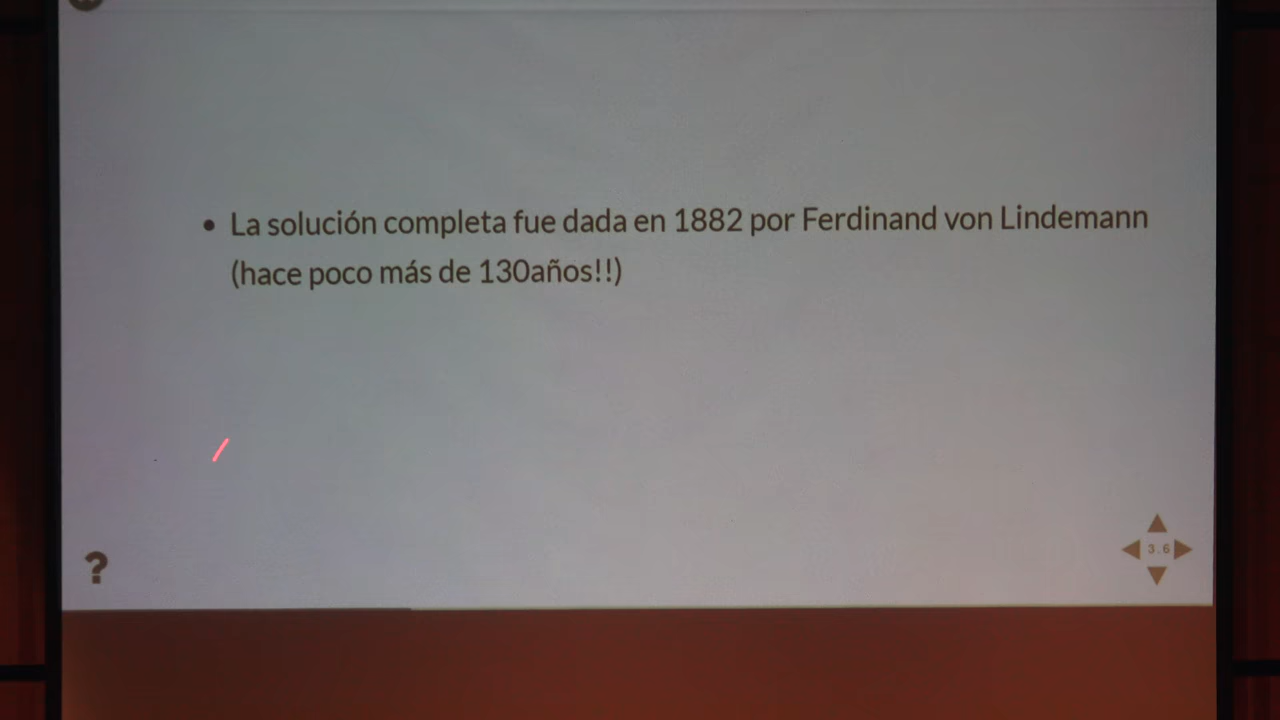 La solución completa fue dada en 1882 por Ferdinand von Lindemann
(hace poco más de 130años!!)
?
3.6